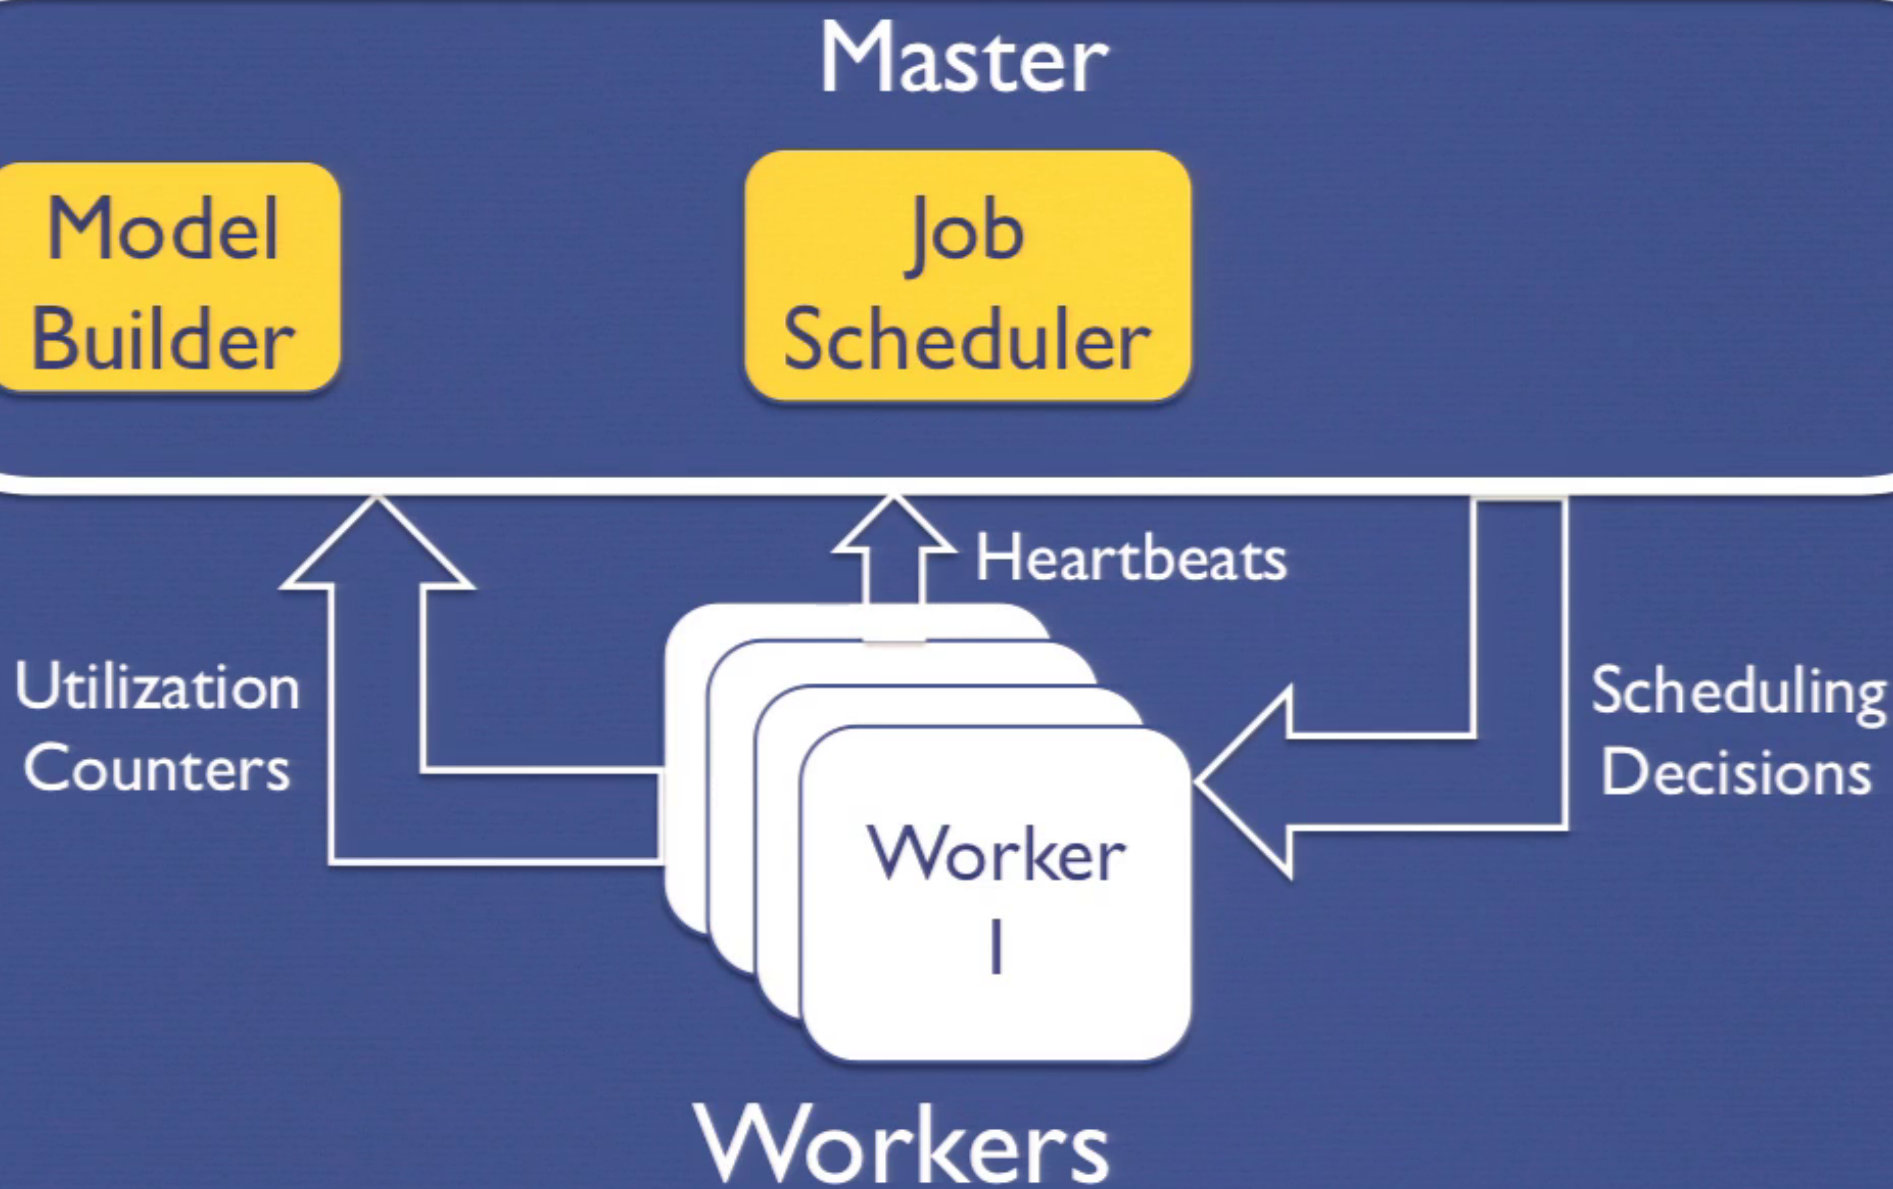 Master
Model
Builder
Job
Scheduler
Heartbeats
Utilization
Counters
Scheduling
Decisions
Worker
1
Workers